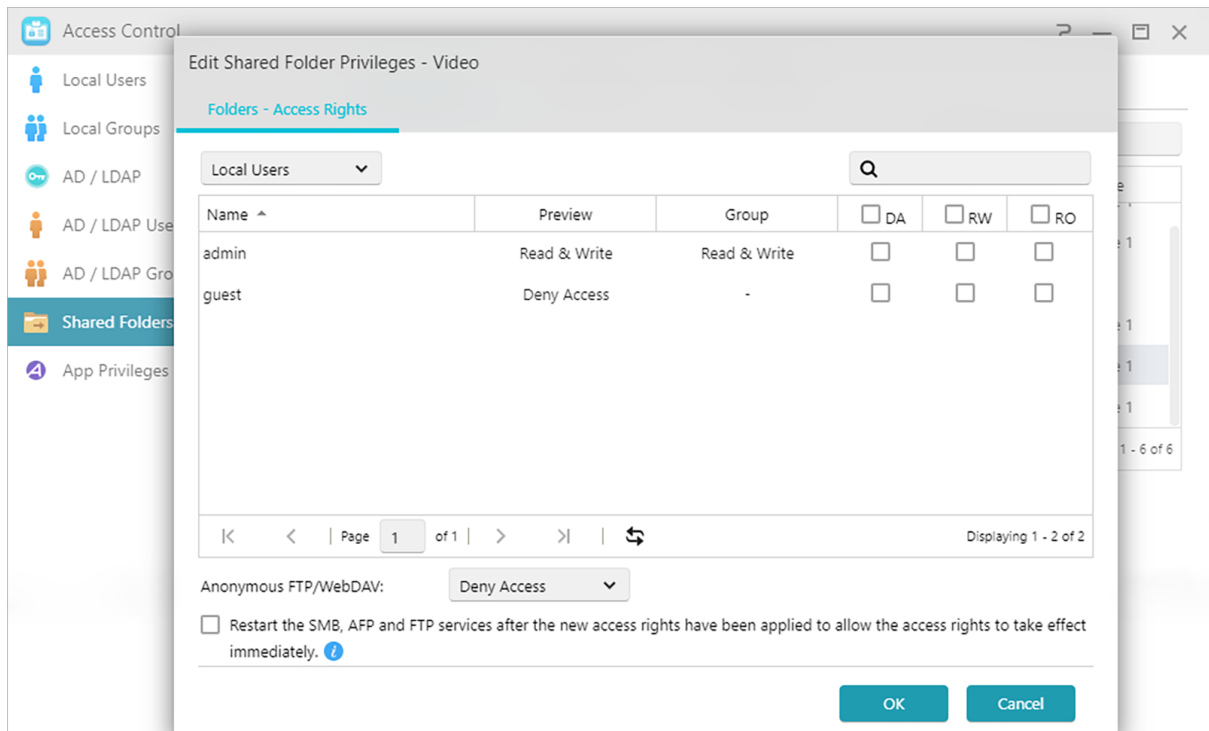 Access Control
Edit Shared Folder Privileges - Video
Local Users
Folders - Access Rights
Local Groups
Local Users
AD / LDAP
Name Preview Group DA RW RO
AD / LDAP Use
admin Read & Write Read & Write
e 1
AD / LDAP Gro
guest Deny Access -
Shared Folders
e 1
App Privileges
e 1
e 1
1 - 6 of 6
Page 1 of 1 Displaying 1 - 2 of 2
Anonymous FTP/WebDAV: Deny Access
Restart the SMB, AFP and FTP services after the new access rights have been applied to allow the access rights to take effect
immediately.
OK Cancel